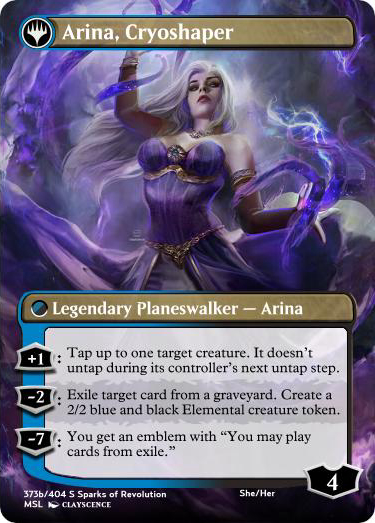 Arina, Cryoshaper
Legendary Planeswalker — Arina
+1: Tap up to one target creature. It doesn't
untap during its controller's next untap step.
-2: Exile target card from a graveyard. Create a
2/2 blue and black Elemental creature token.
-7: You get an emblem with “You may play
cards from exile.”
4
373b/404 S Sparks of Revolution
She/Her
MSL CLAYSCENCE